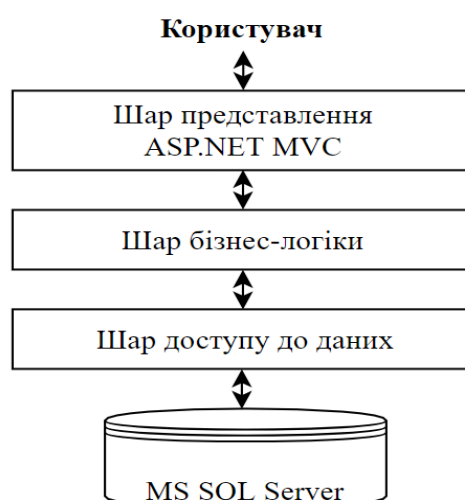 Користувач
Шар представлення
ASP.NET MVC
Шар бізнес-логіки
Шар доступу до даних
MS SQL Server